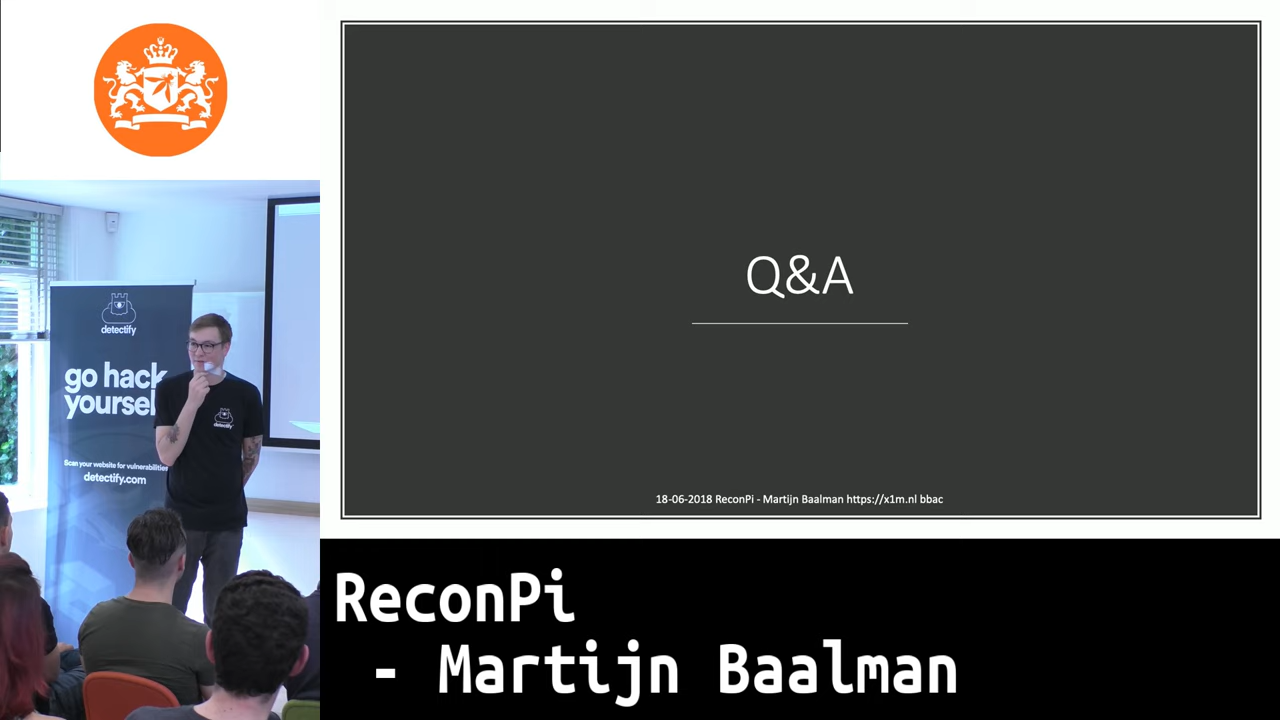 detectify
go hack
yoursel
Scan your website for vulnerabilities
detectify.com
detectify
Q&A
18-06-2018 ReconPi - Martijn Baalman https://x1m.nl bbac
ReconPi
- Martijn Baalman